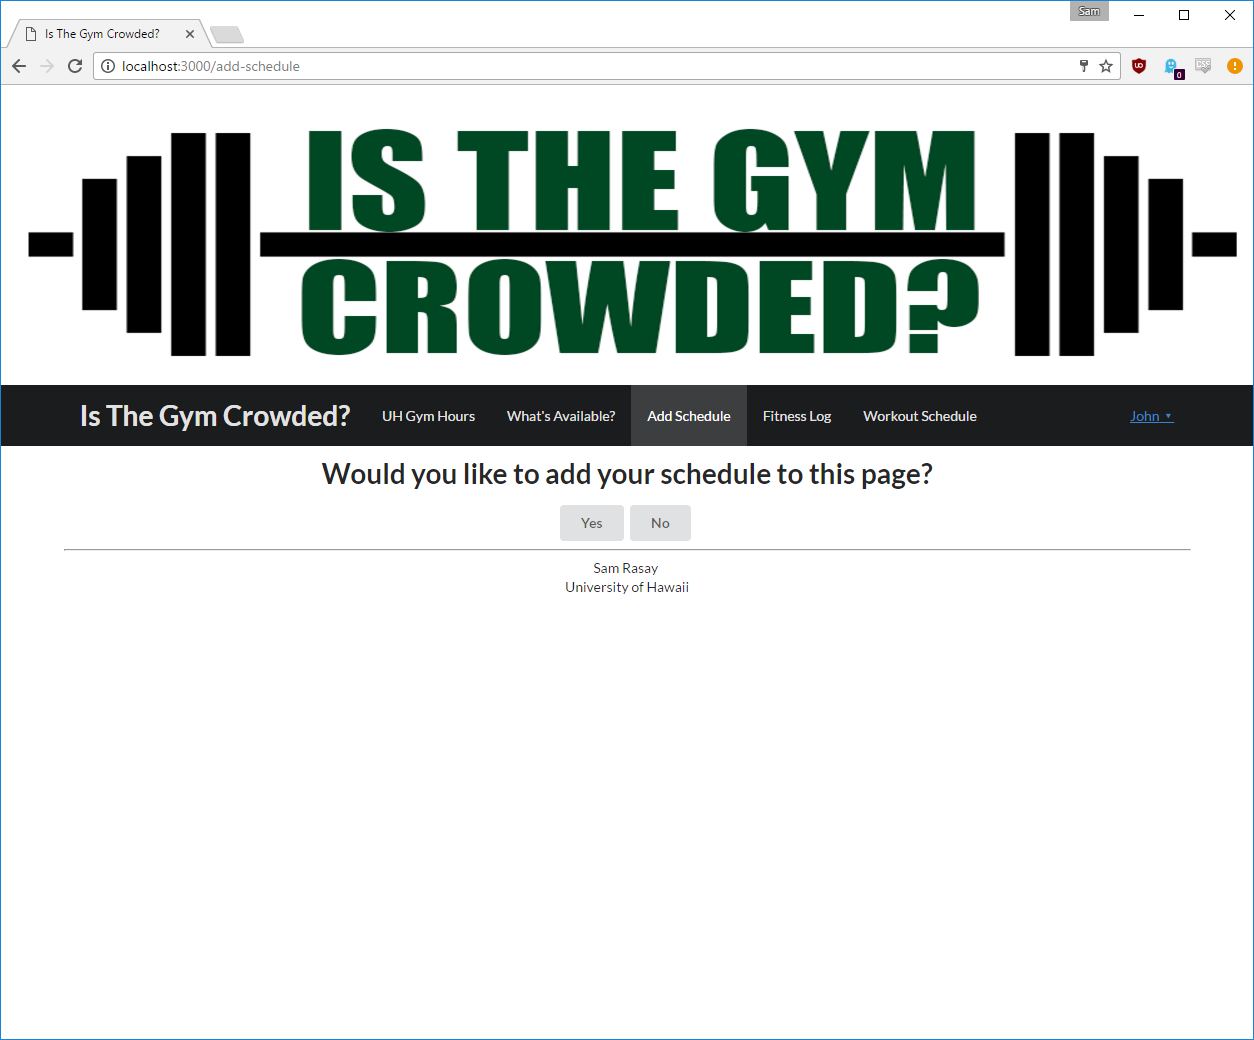 Sam
Is The Gym Crowded?
localhost:3000/add-schedule
0
IS THE GYM
CROWDED?
Is The Gym Crowded? UH Gym Hours What's Available? Add Schedule Fitness Log Workout Schedule John
Would you like to add your schedule to this page?
Yes No
Sam Rasay
University of Hawaii